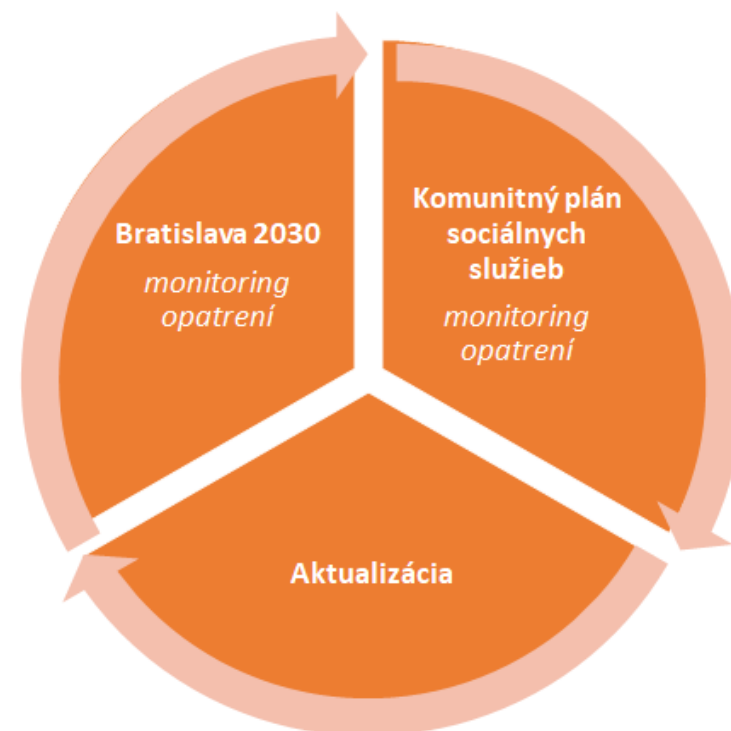 Bratislava 2030
monitoring
opatrení
Komunitný plán
sociálnych
služieb
monitoring
opatrení
Aktualizácia